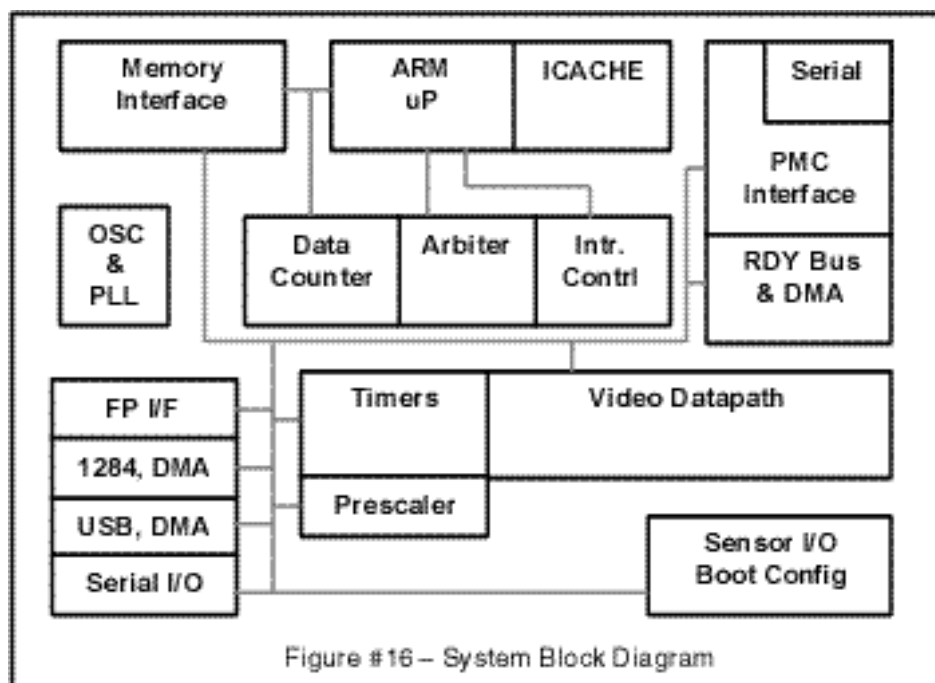 Memory
Interface
ARM
uP
ICACHE
Serial
PMC
Interface
OSC
&
PLL
Data
Counter
Arbiter
Intr.
Contrl
RDY Bus
& DMA
FP I/F
1284, DMA
USB, DMA
Serial I/O
Timers
Prescaler
Video Datapath
Sensor I/O
Boot Config
Figure #16 – System Block Diagram